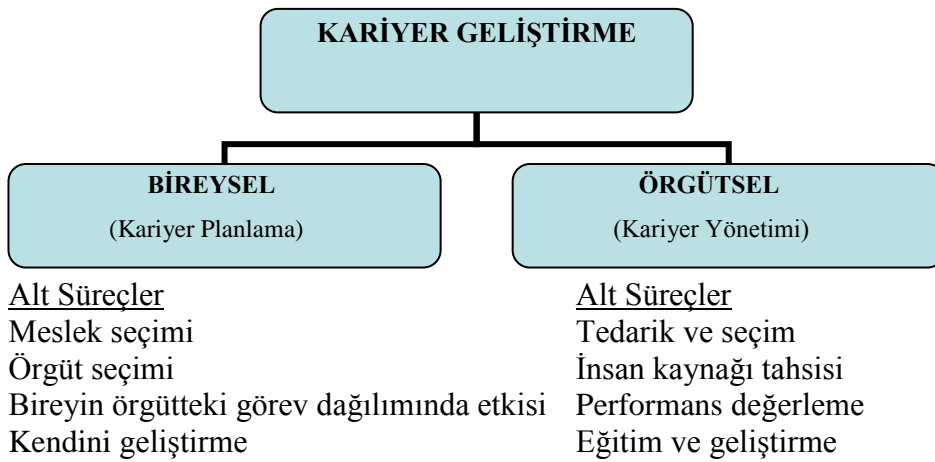 KARİYER GELİŞTİRME
BİREYSEL
(Kariyer Planlama)
ÖRGÜTSEL
(Kariyer Yönetimi)
Alt Süreçler
Meslek seçimi
Örgüt seçimi
Bireyin örgütteki görev dağılımında etkisi
Kendini geliştirme
Alt Süreçler
Tedarik ve seçim
İnsan kaynağı tahsisi
Performans değerleme
Eğitim ve geliştirme